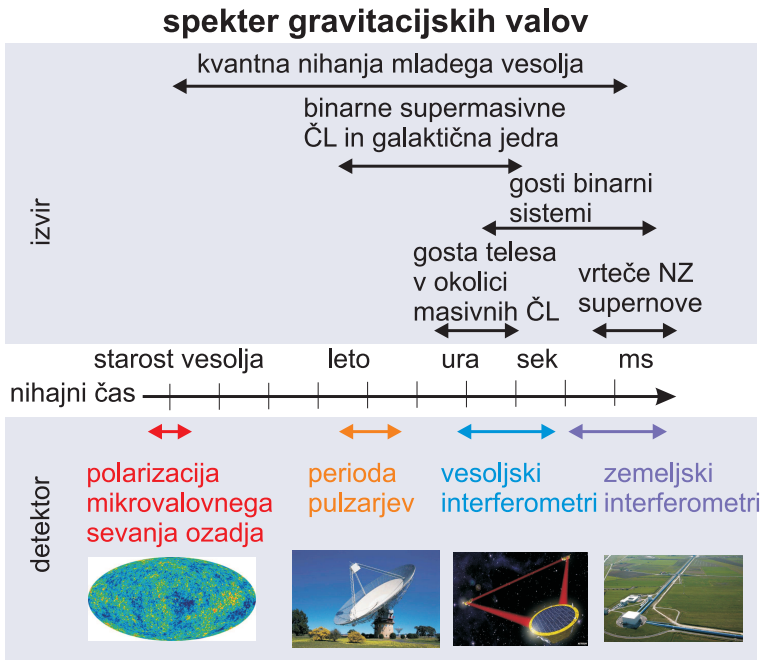 spekter gravitacijskih valov
kvantna nihanja mladega vesolja
binarne supermasivne
ČL in galaktična jedra
gosti binarni
sistemi
gosta telesa
v okolici
masivnih ČL
vrteče NZ
supernove
izvir
starost vesolja leto ura sek ms
nihajni čas
detektor
polarizacija
mikrovalovnega
sevanja ozadja
perioda
pulzarjev
vesoljski
interferometri
zemeljski
interferometri